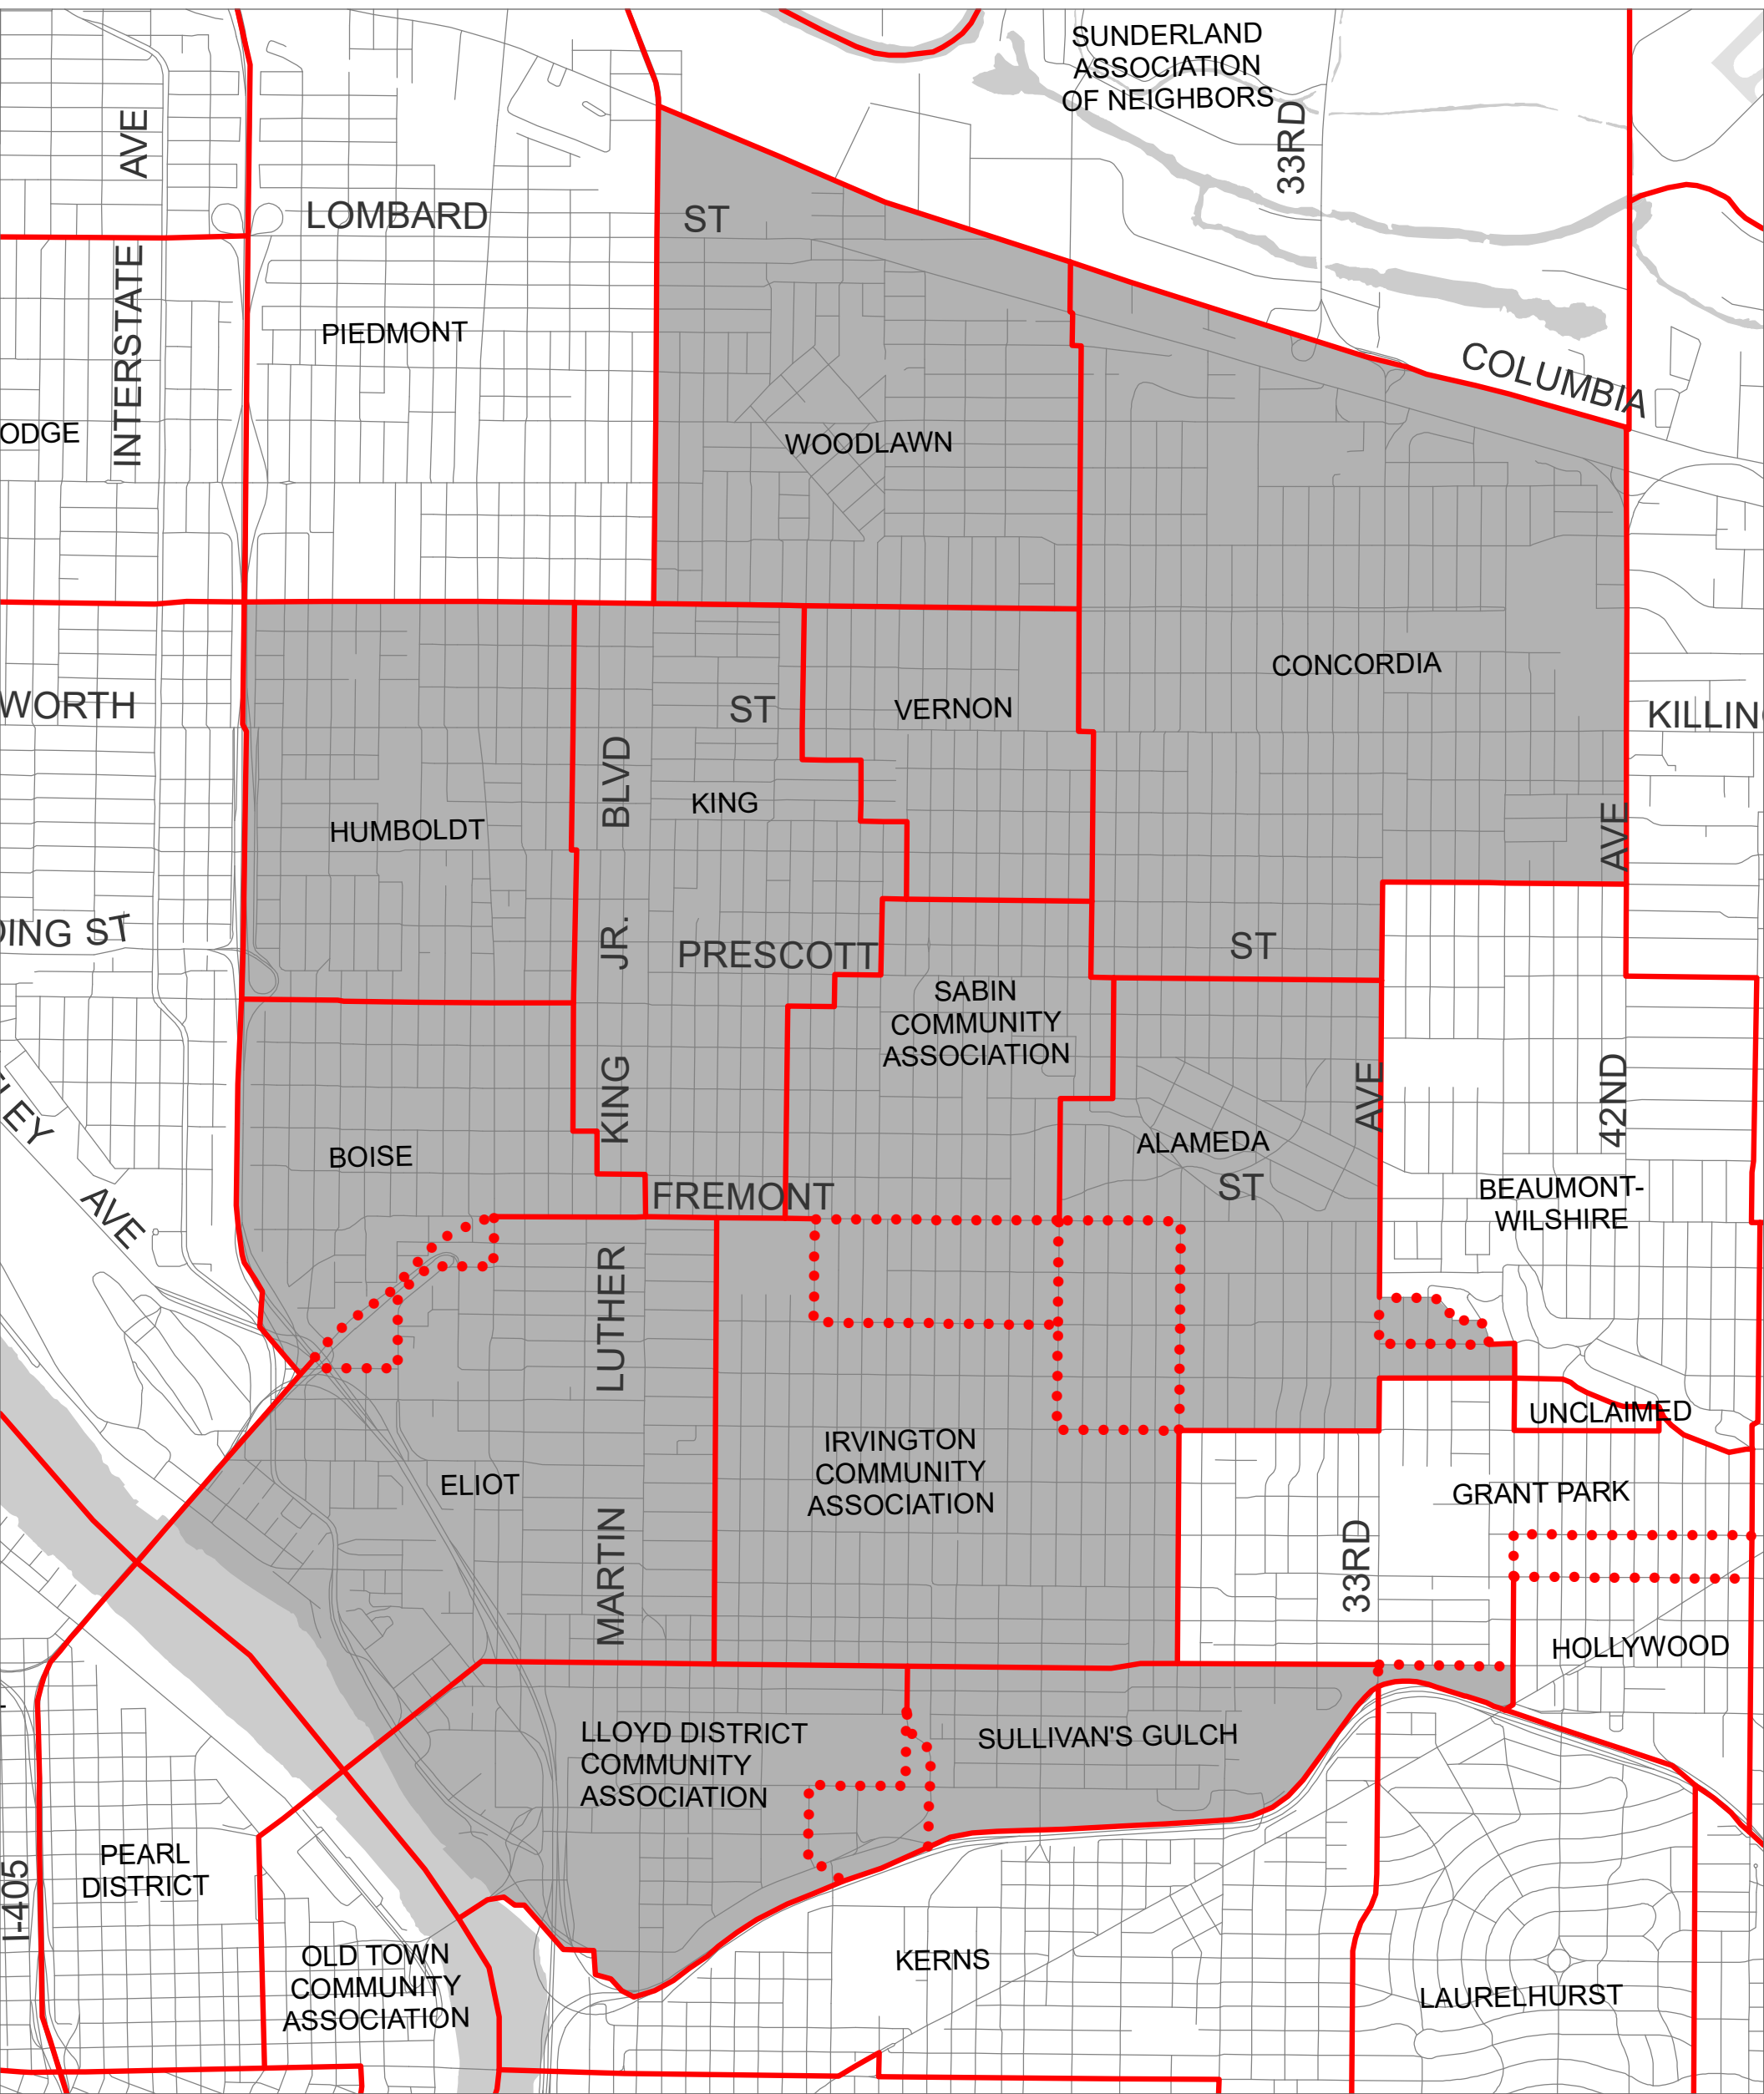 SUNDERLAND
ASSOCIATION
OF NEIGHBORS
33RD
AVE
LOMBARD
ST
INTERSTATE
PIEDMONT
COLUMBIA
ODGE
WOODLAWN
CONCORDIA
WORTH
ST
VERNON
KILLIN
BLVD
KING
HUMBOLDT
AVE
ING ST
JR.
PRESCOTT
ST
SABIN
COMMUNITY
ASSOCIATION
KING
AVE
42ND
LEY
AVE
BOISE
ALAMEDA
FREMONT
ST
BEAUMONT-
WILSHIRE
LUTHER
UNCLAIMED
IRVINGTON
COMMUNITY
ASSOCIATION
ELIOT
GRANT PARK
MARTIN
33RD
HOLLYWOOD
LLOYD DISTRICT
COMMUNITY
ASSOCIATION
SULLIVAN'S GULCH
PEARL
DISTRICT
I-405
OLD TOWN
COMMUNITY
ASSOCIATION
KERNS
LAURELHURST